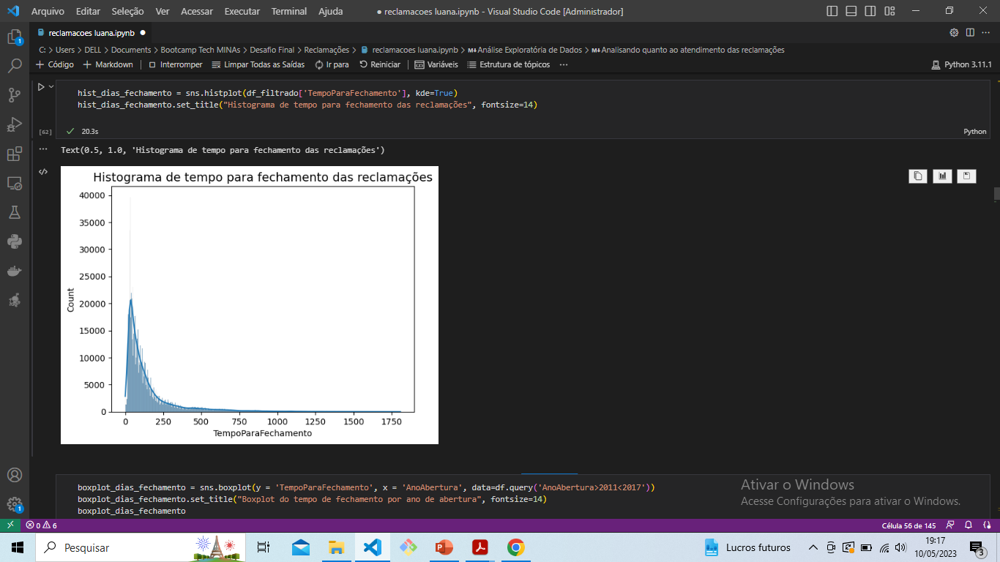 Arquivo Editar Seleção Ver Acessar Executar Terminal Ajuda ● reclamacoes luana.ipynb - Visual Studio Code [Administrador]
reclamacoes luana.ipynb ●
C: > Users > DELL > Documents > Bootcamp Tech MINAs > Desafio Final > Reclamações > reclamacoes luana.ipynb > M↓Análise Exploratória de Dados > M↓Analisando quanto ao atendimento das reclamações
+ Código + Markdown Interromper Limpar Todas as Saídas Ir para Reiniciar Variáveis Estrutura de tópicos ... Python 3.11.1
hist_dias_fechamento = sns.histplot(df_filtrado['TempoParaFechamento'], kde=True)
hist_dias_fechamento.set_title("Histograma de tempo para fechamento das reclamações", fontsize=14)
[62] 20.3s Python
Text(0.5, 1.0, 'Histograma de tempo para fechamento das reclamações')
Histograma de tempo para fechamento das reclamações
40000
35000
30000
25000
20000
15000
10000
5000
0
Count
0 250 500 750 1000 1250 1500 1750
TempoParaFechamento
boxplot_dias_fechamento = sns.boxplot(y = 'TempoParaFechamento', x = 'AnoAbertura', data=df.query('AnoAbertura>2011<2017'))
boxplot_dias_fechamento.set_title("Boxplot do tempo de fechamento por ano de abertura", fontsize=14)
boxplot_dias_fechamento
Ativar o Windows
Acesse Configurações para ativar o Windows.
1
1
0 6 Célula 56 de 145
Pesquisar Lucros futuros 19:17
10/05/2023 3